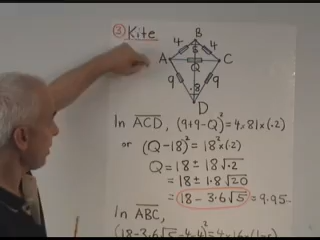 ③ Kite
B
4 4
.6
A Q C
9 9
.8
D
In ACD, (9+9-Q)²=4×81×(.2)
or (Q-18)²=18²×(.2)
Q = 18 ± 18√.2
= 18 ± 1.8√20
= 18 - 3.6√5 = 9.95..
In ABC,